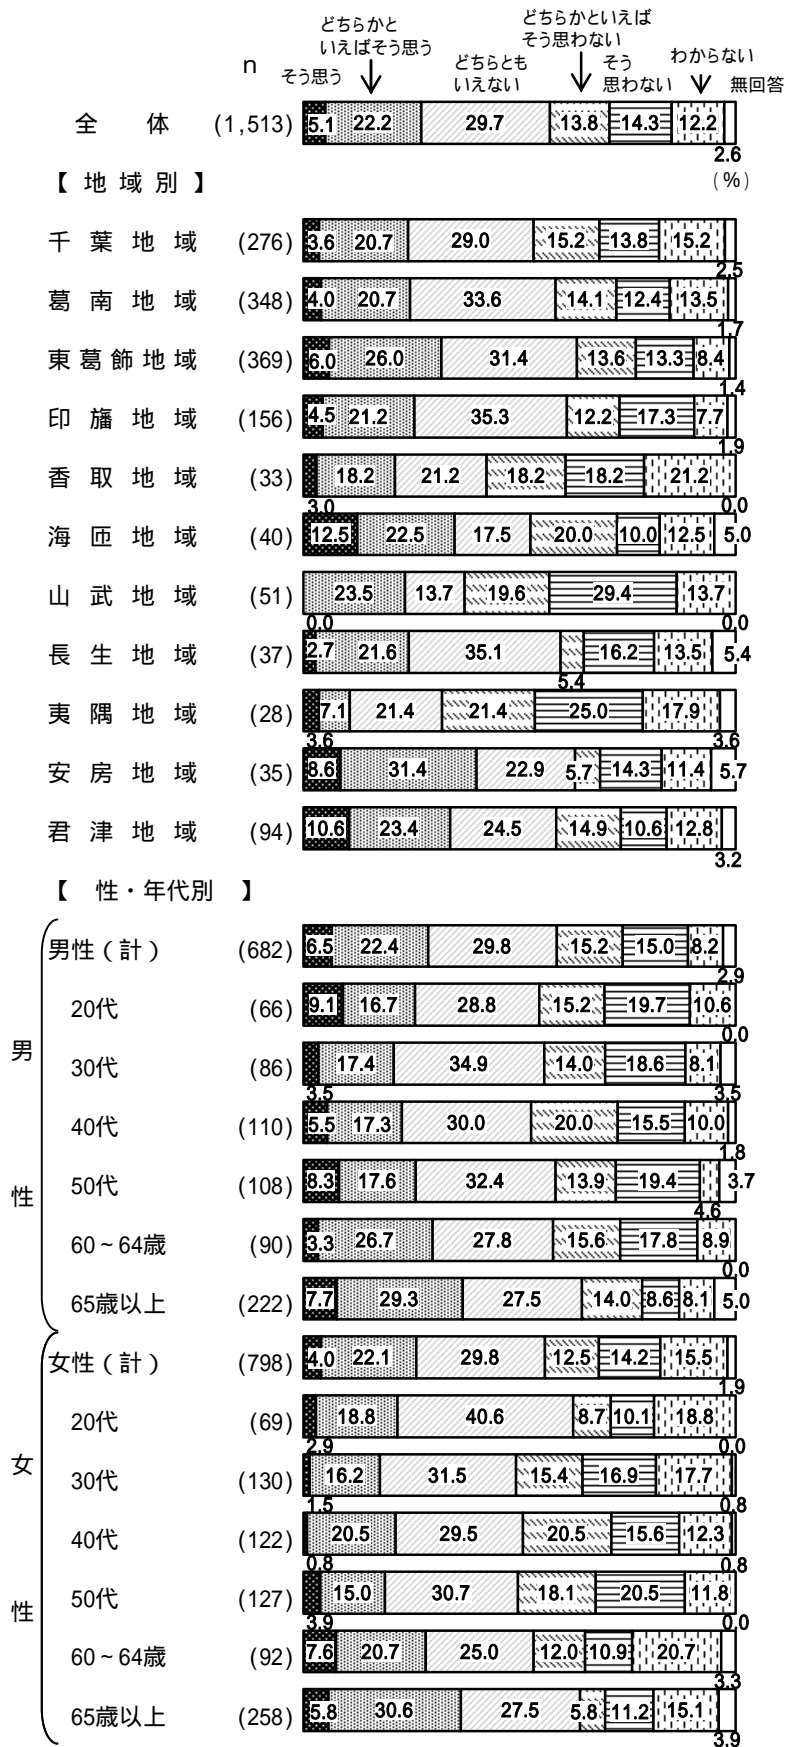 どちらかと
いえばそう思う
どちらかといえば
そう思わない
n
そう思う
どちらとも
いえない
そう
思わない
わからない
無回答
全 体 (1,513) 5.1 22.2 29.7 13.8 14.3 12.2
2.6
【 地 域 別 】 (%)
千 葉 地 域 (276) 3.6 20.7 29.0 15.2 13.8 15.2
2.5
葛 南 地 域 (348) 4.0 20.7 33.6 14.1 12.4 13.5
1.7
東 葛 飾 地 域 (369) 6.0 26.0 31.4 13.6 13.3 8.4
1.4
印 旛 地 域 (156) 4.5 21.2 35.3 12.2 17.3 7.7
1.9
香 取 地 域 (33) 18.2 21.2 18.2 18.2 21.2
3.0 0.0
海 匝 地 域 (40) 12.5 22.5 17.5 20.0 10.0 12.5 5.0
山 武 地 域 (51) 23.5 13.7 19.6 29.4 13.7
0.0 0.0
長 生 地 域 (37) 2.7 21.6 35.1 16.2 13.5 5.4
5.4
夷 隅 地 域 (28) 7.1 21.4 21.4 25.0 17.9
3.6 3.6
安 房 地 域 (35) 8.6 31.4 22.9 5.7 14.3 11.4 5.7
君 津 地 域 (94) 10.6 23.4 24.5 14.9 10.6 12.8
3.2
【 性・年代別 】
男性(計) (682) 6.5 22.4 29.8 15.2 15.0 8.2
2.9
20代 (66) 9.1 16.7 28.8 15.2 19.7 10.6
0.0
男
30代 (86) 17.4 34.9 14.0 18.6 8.1
3.5 3.5
40代 (110) 5.5 17.3 30.0 20.0 15.5 10.0
1.8
性
50代 (108) 8.3 17.6 32.4 13.9 19.4 3.7
4.6
60~64歳 (90) 3.3 26.7 27.8 15.6 17.8 8.9
0.0
65歳以上 (222) 7.7 29.3 27.5 14.0 8.6 8.1 5.0
女性(計) (798) 4.0 22.1 29.8 12.5 14.2 15.5
1.9
20代 (69) 18.8 40.6 8.7 10.1 18.8
2.9 0.0
女
30代 (130) 16.2 31.5 15.4 16.9 17.7
1.5 0.8
40代 (122) 20.5 29.5 20.5 15.6 12.3
0.8 0.8
50代 (127) 15.0 30.7 18.1 20.5 11.8
3.9 0.0
性
60~64歳 (92) 7.6 20.7 25.0 12.0 10.9 20.7
3.3
65歳以上 (258) 5.8 30.6 27.5 5.8 11.2 15.1
3.9